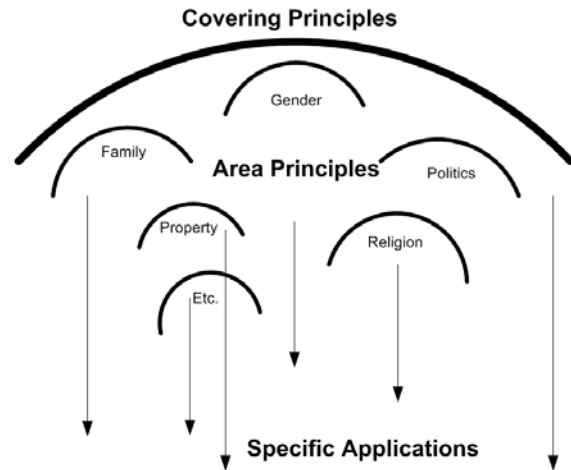 Covering Principles
Gender
Family
Area Principles
Politics
Property
Religion
Etc.
Specific Applications